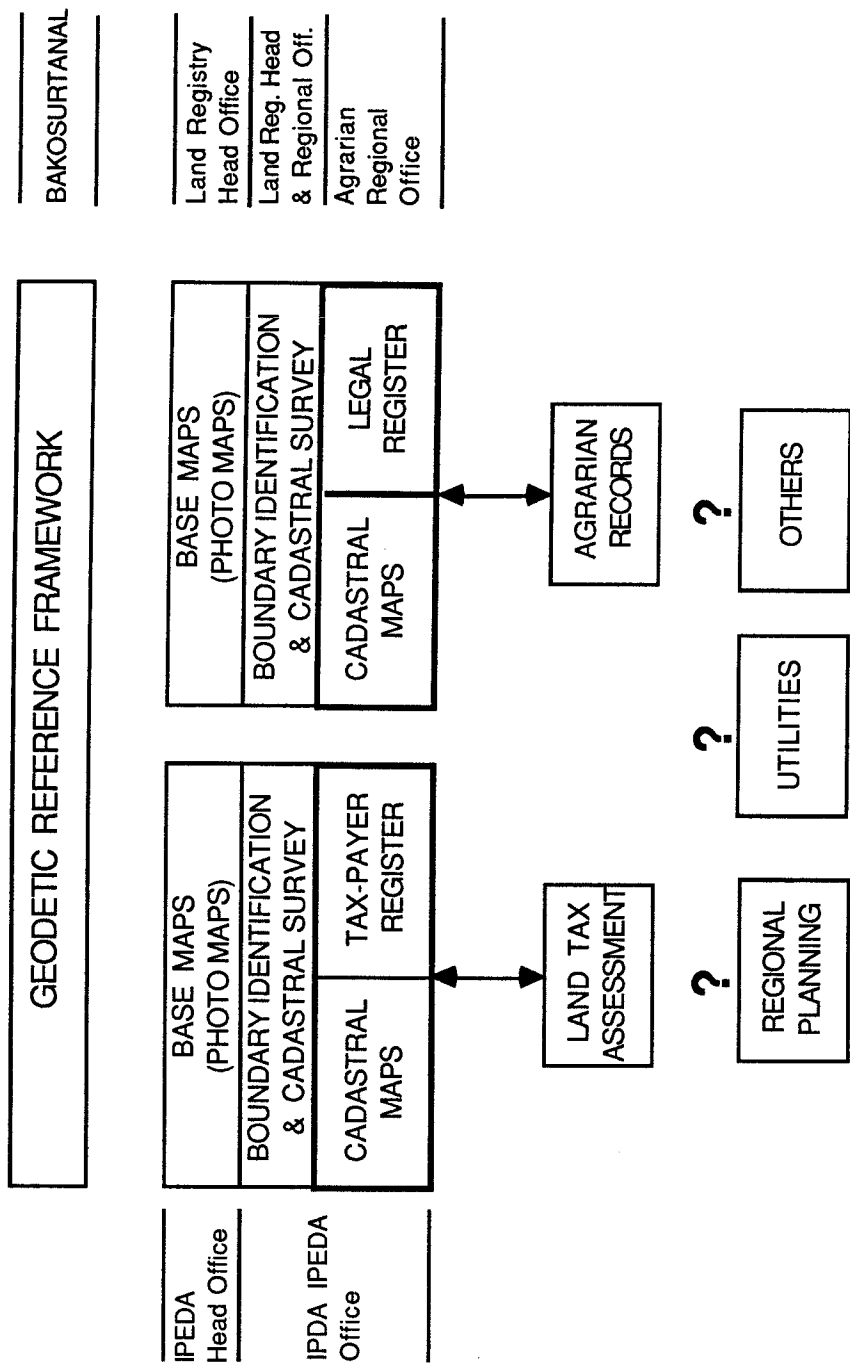 GEODETIC REFERENCE FRAMEWORK
BAKOSURTANAL
IPEDA
Head Office
IPDA IPEDA
Office
BASE MAPS
(PHOTO MAPS)
BOUNDARY IDENTIFICATION
& CADASTRAL SURVEY
CADASTRAL
MAPS
TAX-PAYER
REGISTER
BASE MAPS
(PHOTO MAPS)
BOUNDARY IDENTIFICATION
& CADASTRAL SURVEY
CADASTRAL
MAPS
LEGAL
REGISTER
Land Registry
Head Office
Land Reg. Head
& Regional Off.
Agrarian
Regional
Office
LAND TAX
ASSESSMENT
AGRARIAN
RECORDS
?
?
?
REGIONAL
PLANNING
UTILITIES
OTHERS